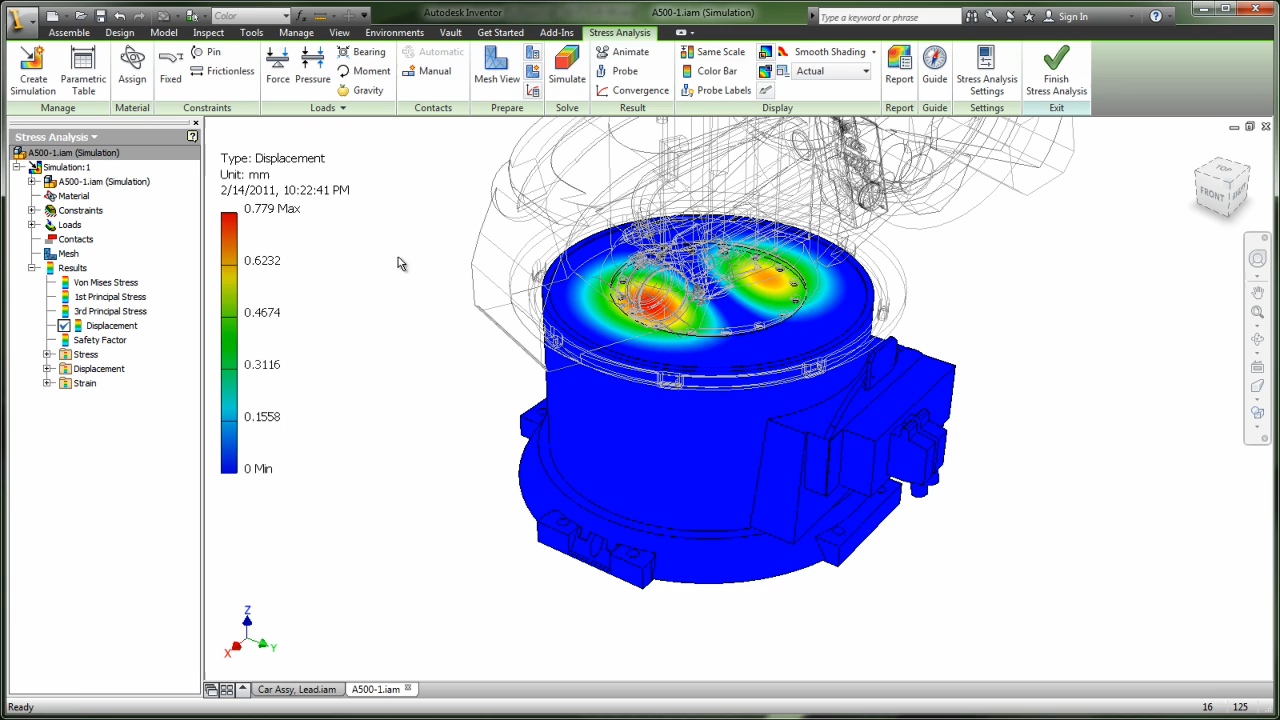 Color
Autodesk Inventor
A500-1.iam (Simulation)
Type a keyword or phrase
Sign In
Assembly Design Model Inspect Tools Manage View Environments Vault Get Started Add-Ins Stress Analysis
Create Simulation
Parametric Table
Manage
Assign
Material
Fixed
Pin
Frictionless
Constraints
Force
Pressure
Bearing
Moment
Gravity
Loads
Automatic
Manual
Contacts
Mesh View
Prepare
Simulate
Solve
Animate
Probe
Convergence
Result
Same Scale
Color Bar
Probe Labels
Smooth Shading
Actual
Display
Report
Report
Guide
Guide
Stress Analysis Settings
Settings
Finish Stress Analysis
Exit
Stress Analysis
A500-1.iam (Simulation)
Simulation:1
A500-1.iam (Simulation)
Material
Constraints
Loads
Contacts
Mesh
Results
Von Mises Stress
1st Principal Stress
3rd Principal Stress
Displacement
Safety Factor
Stress
Displacement
Strain
Type: Displacement
Unit: mm
2/14/2011, 10:22:41 PM
0.779 Max
0.6232
0.4674
0.3116
0.1558
0 Min
TOP
FRONT
Z
X
Y
Car Assy, Lead.iam
A500-1.iam
Ready
16 125